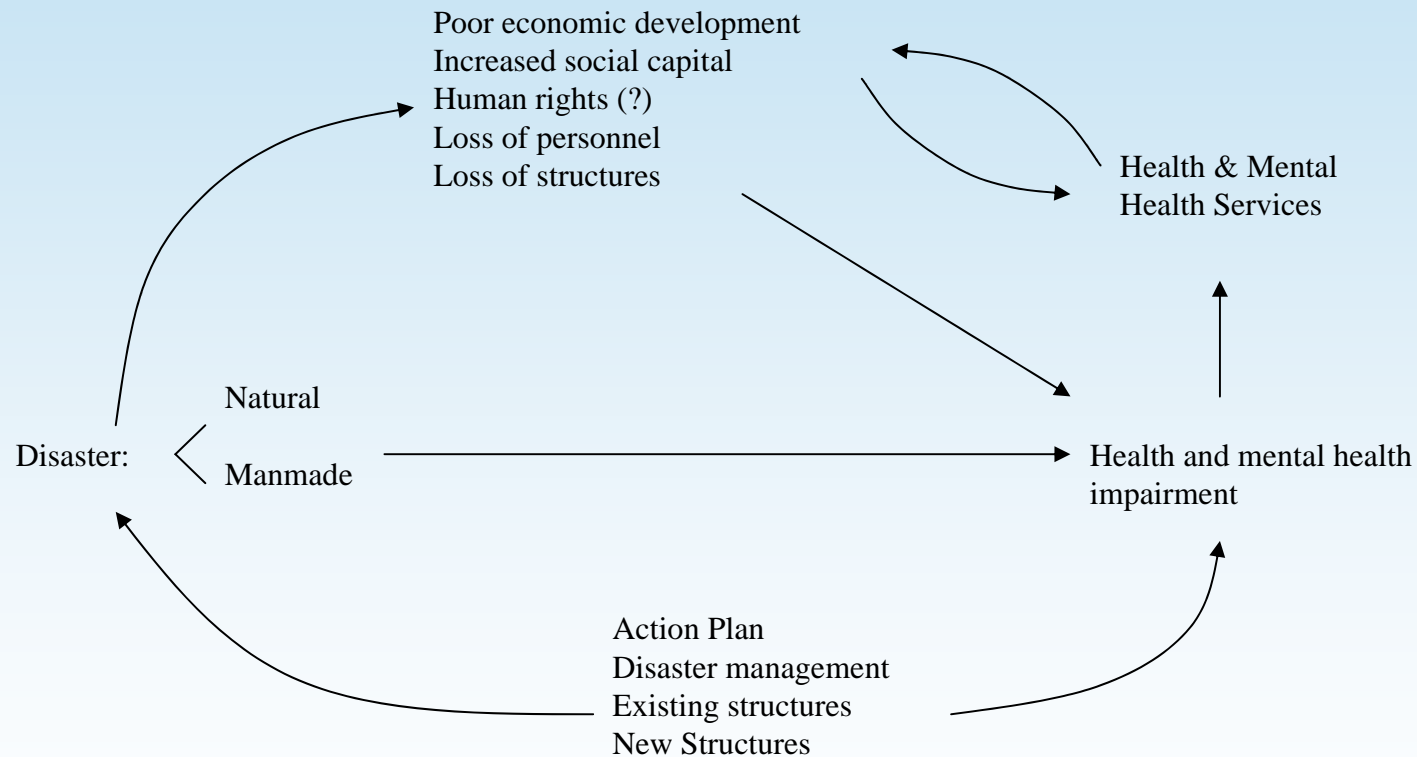 Poor economic development
Increased social capital
Human rights (?)
Loss of personnel
Loss of structures
Health & Mental
Health Services
Natural
Disaster:
Manmade
Health and mental health
impairment
Action Plan
Disaster management
Existing structures
New Structures